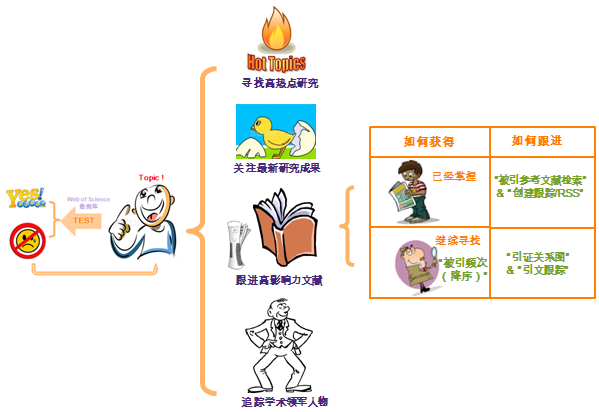 Hot Topics
寻找高热点研究
关注最新研究成果
Topic！
Yes!
Web of Science
数据库
TEST
跟进高影响力文献
追踪学术领军人物
如何获得
如何跟进
已经掌握
"被引参考文献检索"
& "创建跟踪/RSS"
继续寻找
"被引频次
（降序）"
"引证关系图"
& "引文跟踪"